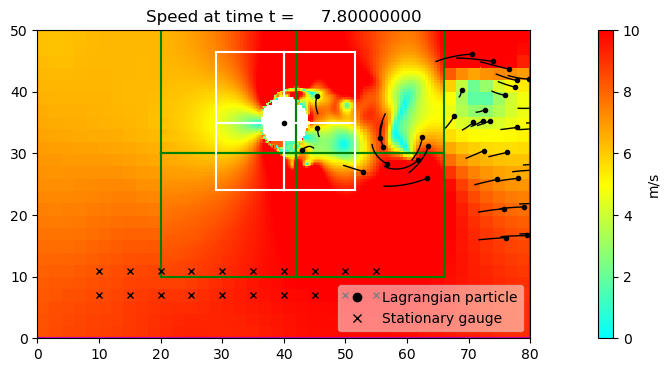 Speed at time t =     7.80000000
50
40
30
20
10
0
0 10 20 30 40 50 60 70 80
Lagrangian particle
Stationary gauge
10
8
6
4
2
0
m/s